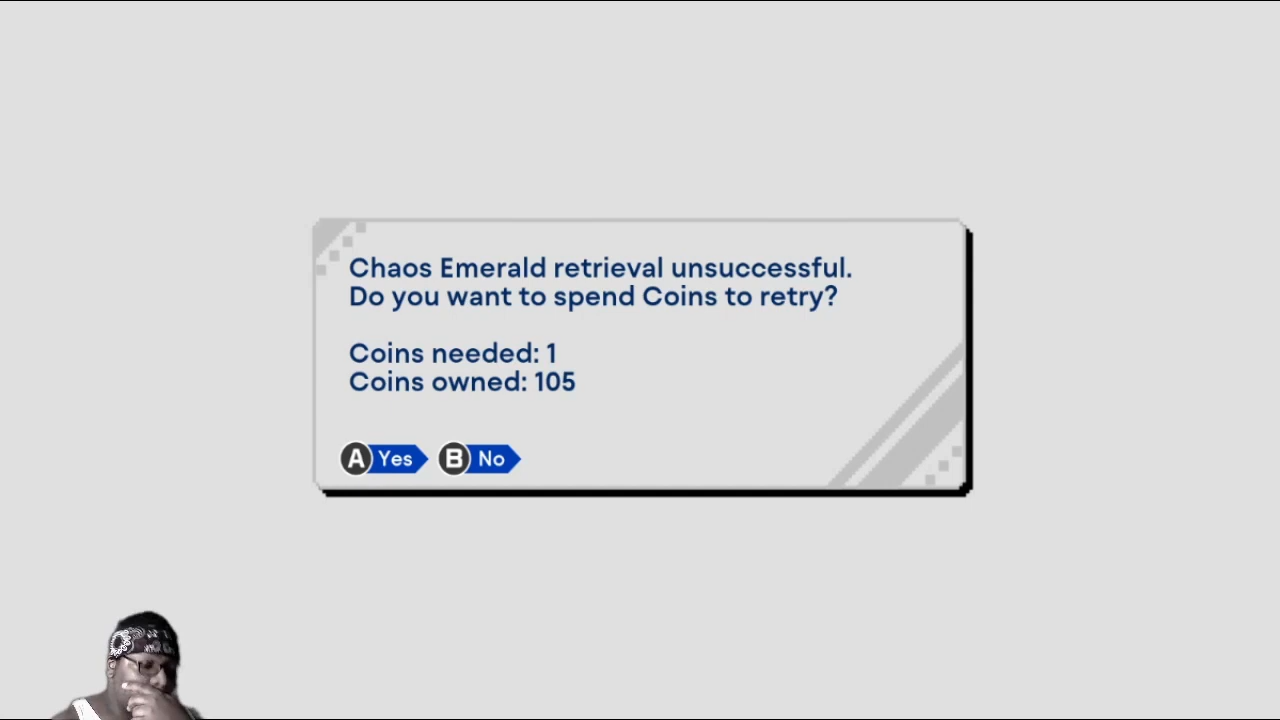 Chaos Emerald retrieval unsuccessful.
Do you want to spend Coins to retry?
Coins needed: 1
Coins owned: 105
A Yes B No